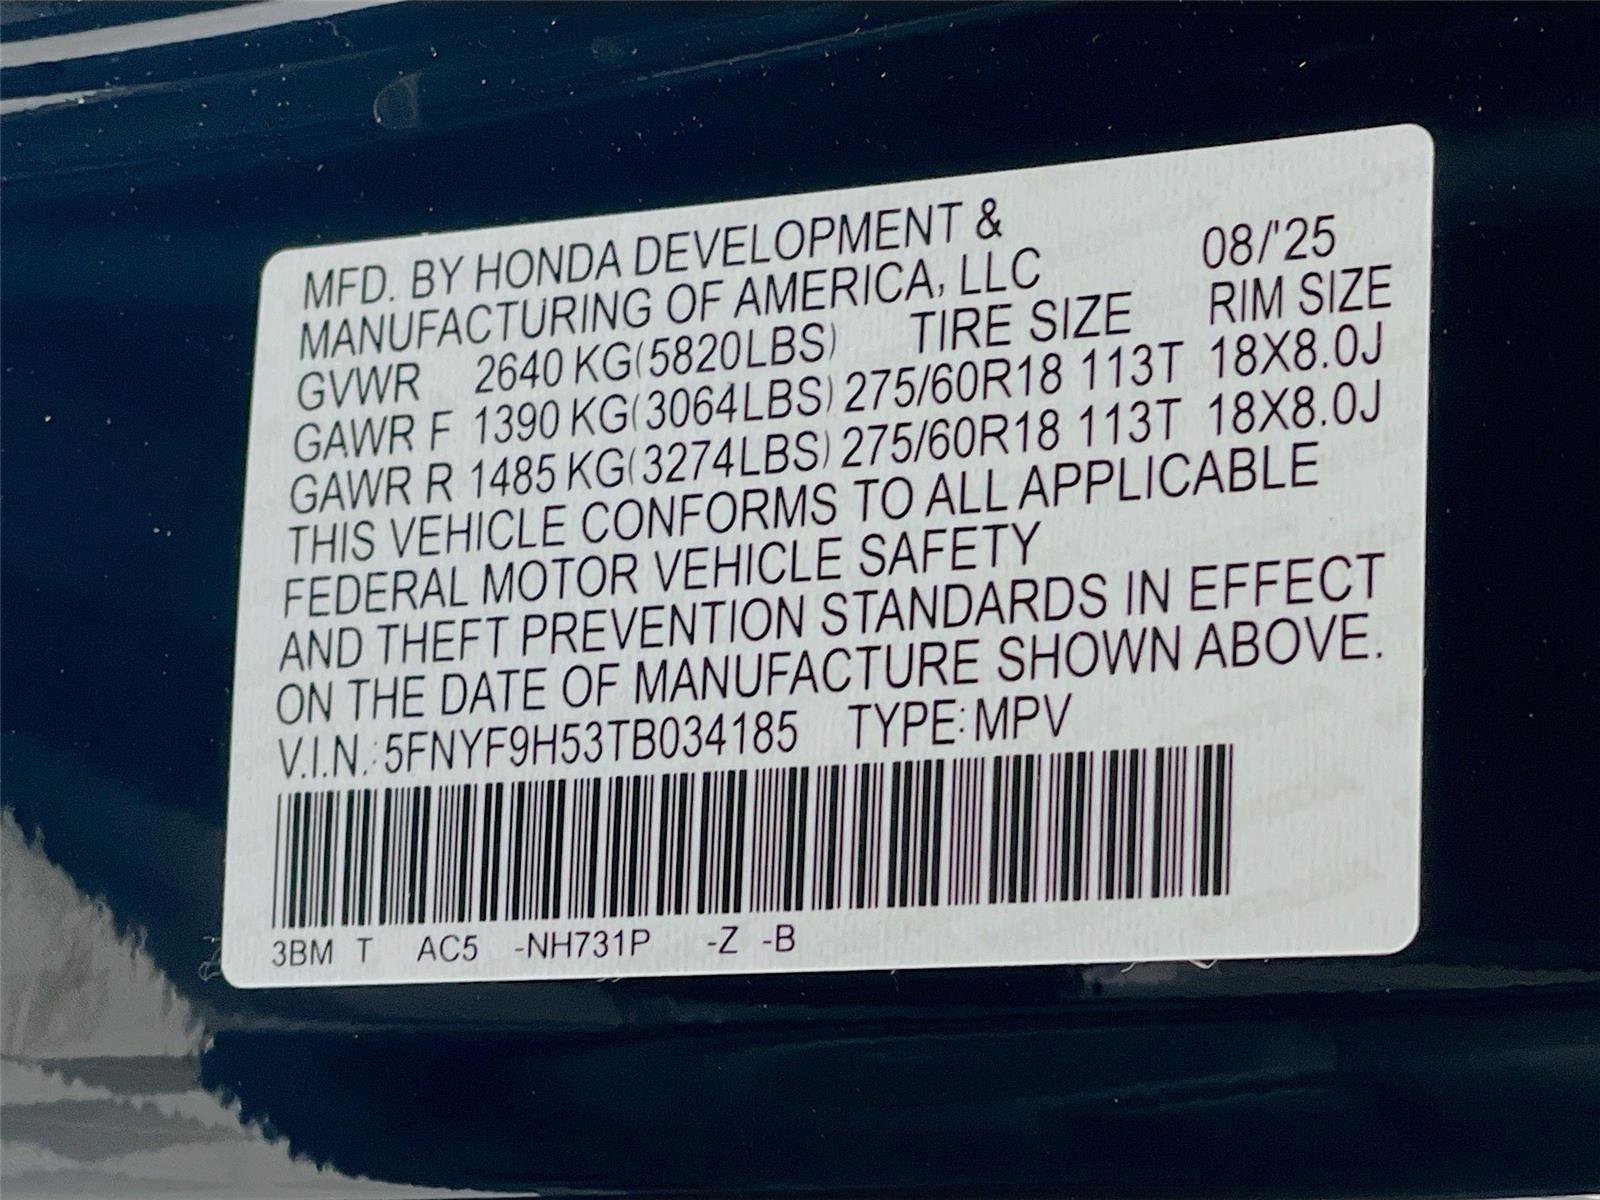 MFD. BY HONDA DEVELOPMENT &
MANUFACTURING OF AMERICA, LLC 08/'25
GVWR 2640 KG(5820LBS) TIRE SIZE RIM SIZE
GAWR F 1390 KG(3064LBS) 275/60R18 113T 18X8.0J
GAWR R 1485 KG(3274LBS) 275/60R18 113T 18X8.0J
THIS VEHICLE CONFORMS TO ALL APPLICABLE
FEDERAL MOTOR VEHICLE SAFETY
AND THEFT PREVENTION STANDARDS IN EFFECT
ON THE DATE OF MANUFACTURE SHOWN ABOVE.
V.I.N.: 5FNYF9H53TB034185 TYPE: MPV
3BM T AC5 -NH731P -Z -B